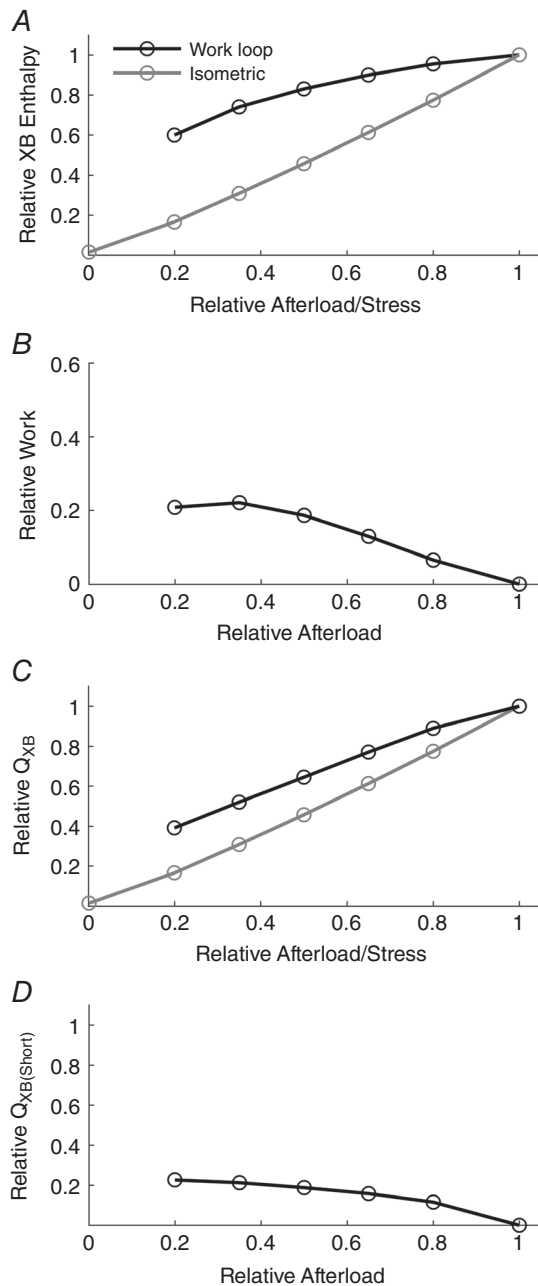 A
1
0.8
0.6
0.4
0.2
Relative XB Enthalpy
Work loop
Isometric
0 0.2 0.4 0.6 0.8 1
Relative Afterload/Stress
B
0.6
0.4
0.2
0
Relative Work
0 0.2 0.4 0.6 0.8 1
Relative Afterload
C
1
0.8
0.6
0.4
0.2
Relative Q_XB
0 0.2 0.4 0.6 0.8 1
Relative Afterload/Stress
D
1
0.8
0.6
0.4
0.2
Relative Q_XB(Short)
0 0.2 0.4 0.6 0.8 1
Relative Afterload